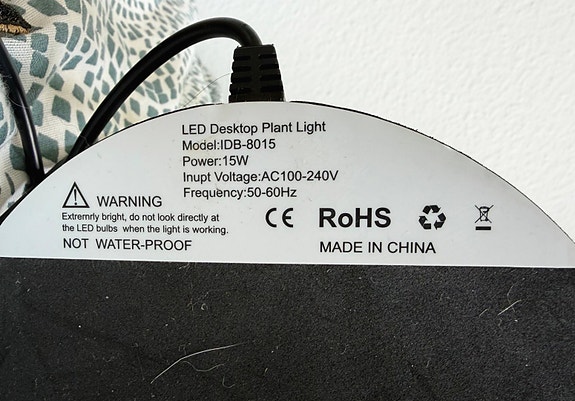 LED Desktop Plant Light
Model:IDB-8015
Power:15W
Inupt Voltage:AC100-240V
Frequency:50-60Hz
WARNING
Extremrly bright, do not look directly at
the LED bulbs when the light is working.
NOT WATER-PROOF
CE RoHS
MADE IN CHINA